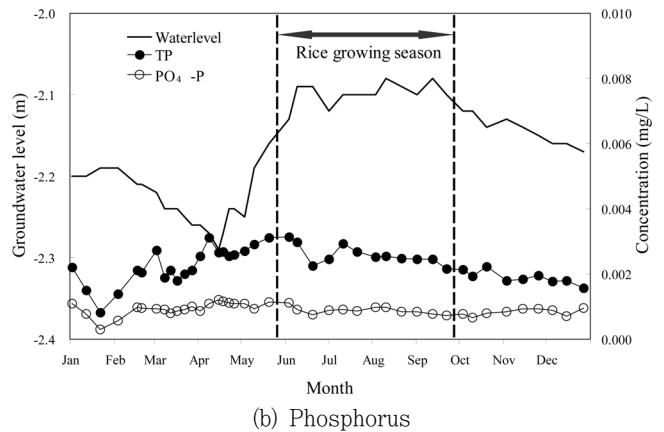 -2.0
-2.1
-2.2
-2.3
-2.4
Groundwater level (m)
Waterlevel
TP
PO₄ -P
Rice growing season
0.010
0.008
0.006
0.004
0.002
0.000
Concentration (mg/L)
Jan Feb Mar Apr May Jun Jul Aug Sep Oct Nov Dec
Month
(b) Phosphorus